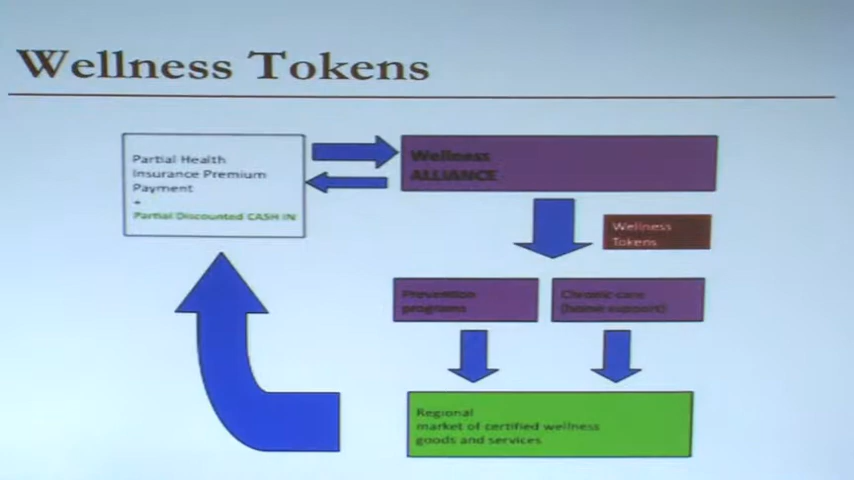 Wellness Tokens
Partial Health
Insurance Premium
Payment
+
Partial Discounted CASH IN
Wellness
ALLIANCE
Wellness
Tokens
Prevention
programs
Chronic care
(home support)
Regional
market of certified wellness
goods and services